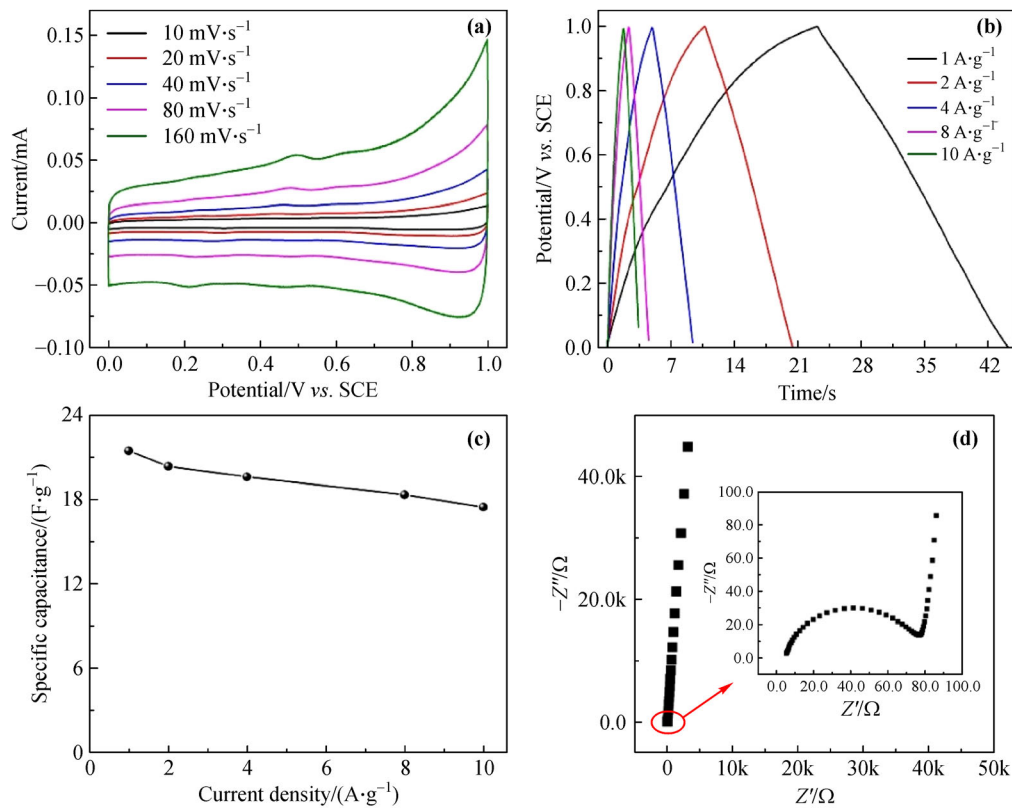 (a)
10 mV·s⁻¹
20 mV·s⁻¹
40 mV·s⁻¹
80 mV·s⁻¹
160 mV·s⁻¹
0.15
0.10
0.05
0.00
−0.05
−0.10
Current/mA
0.0 0.2 0.4 0.6 0.8 1.0
Potential/V vs. SCE
(b)
1 A·g⁻¹
2 A·g⁻¹
4 A·g⁻¹
8 A·g⁻¹
10 A·g⁻¹
1.0
0.8
0.6
0.4
0.2
0.0
Potential/V vs. SCE
0 7 14 21 28 35 42
Time/s
(c)
24
18
12
6
0
Specific capacitance/(F·g⁻¹)
0 2 4 6 8 10
Current density/(A·g⁻¹)
(d)
40.0k
20.0k
0.0
−Z″/Ω
0 10k 20k 30k 40k 50k
Z′/Ω
100.0
80.0
60.0
40.0
20.0
0.0
−Z″/Ω
0.0 20.0 40.0 60.0 80.0 100.0
Z′/Ω